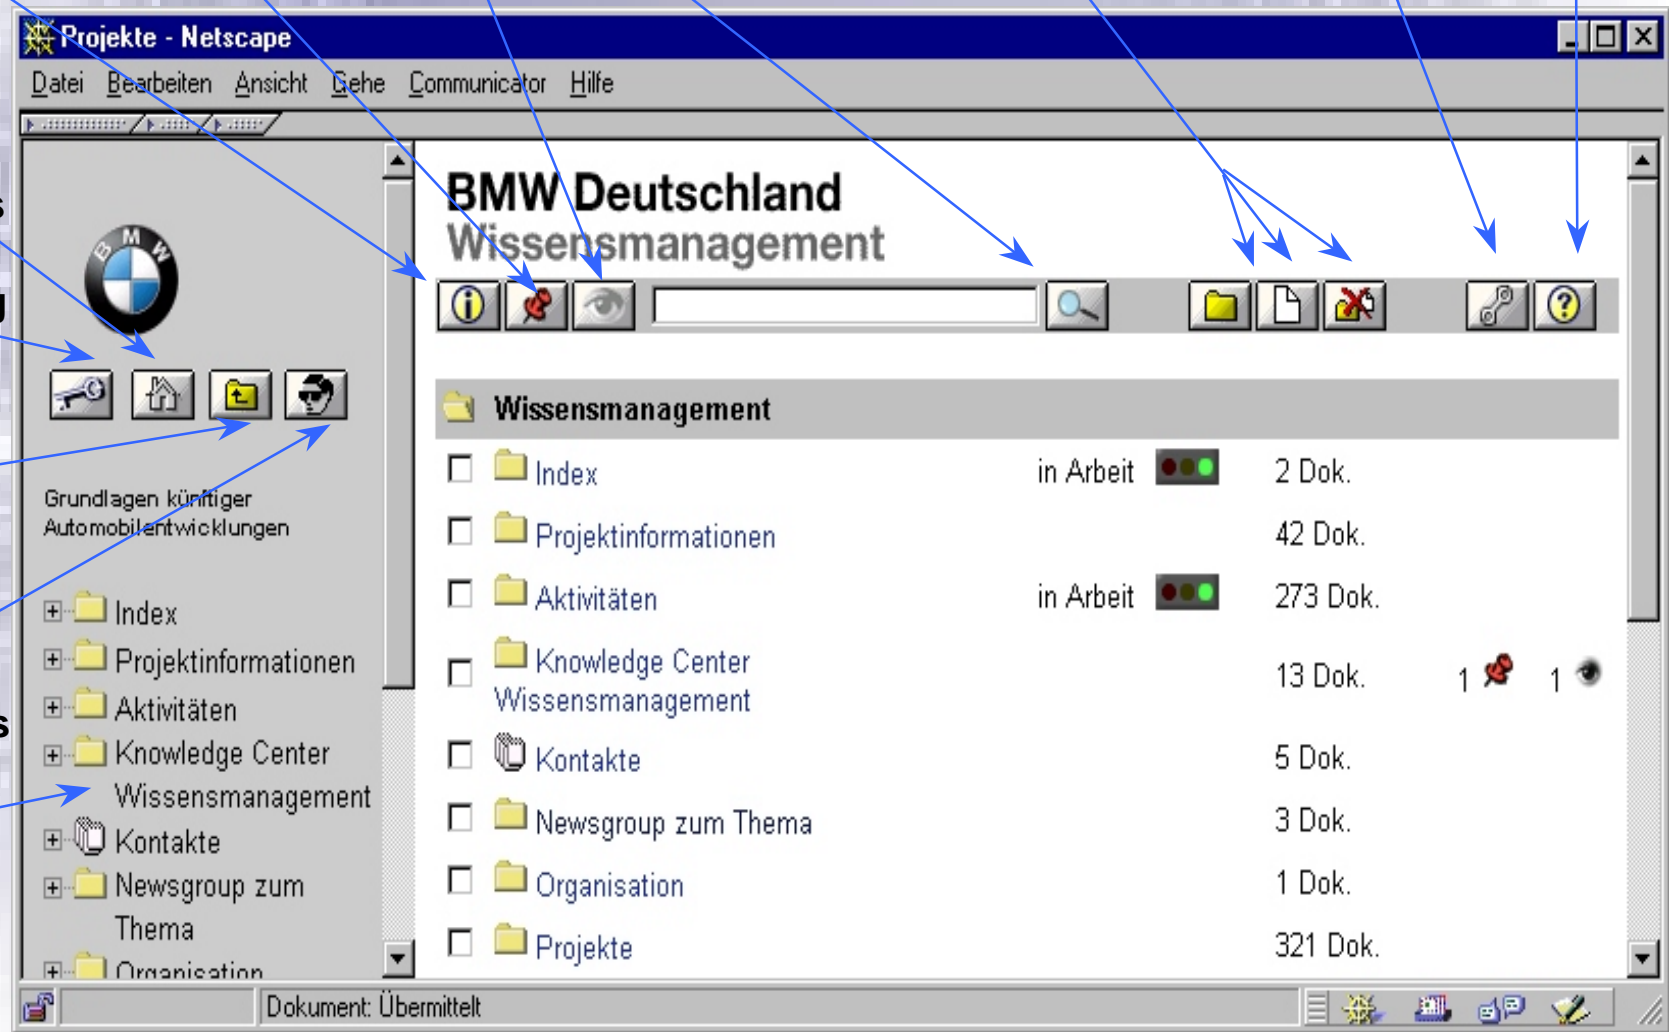 Projekte - Netscape
Datei Bearbeiten Ansicht Gehe Communicator Hilfe
BMW
Grundlagen künftiger
Automobilentwicklungen
Index
Projektinformationen
Aktivitäten
Knowledge Center
Wissensmanagement
Kontakte
Newsgroup zum
Thema
Organisation
BMW Deutschland
Wissensmanagement
Wissensmanagement
Index in Arbeit 2 Dok.
Projektinformationen 42 Dok.
Aktivitäten in Arbeit 273 Dok.
Knowledge Center
Wissensmanagement 13 Dok. 1 1
Kontakte 5 Dok.
Newsgroup zum Thema 3 Dok.
Organisation 1 Dok.
Projekte 321 Dok.
Dokument: Übermittelt